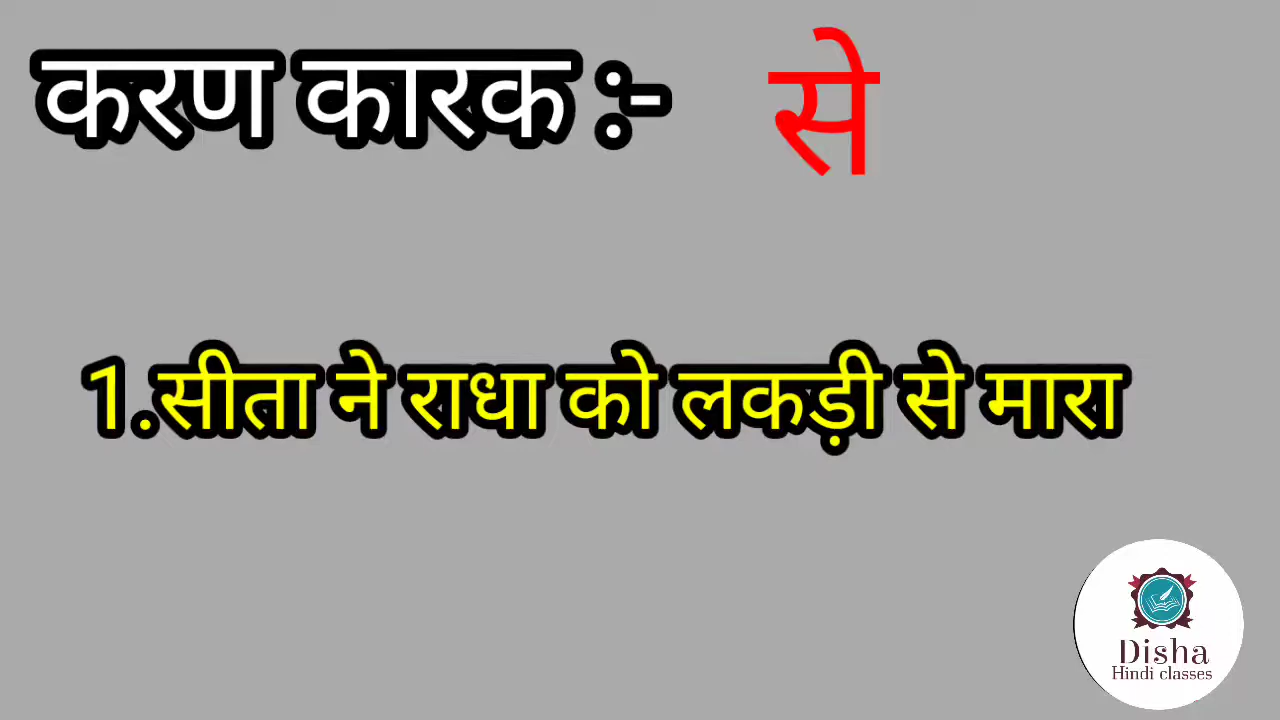 करण कारक :- से
1.सीता ने राधा को लकड़ी से मारा
Disha
Hindi classes